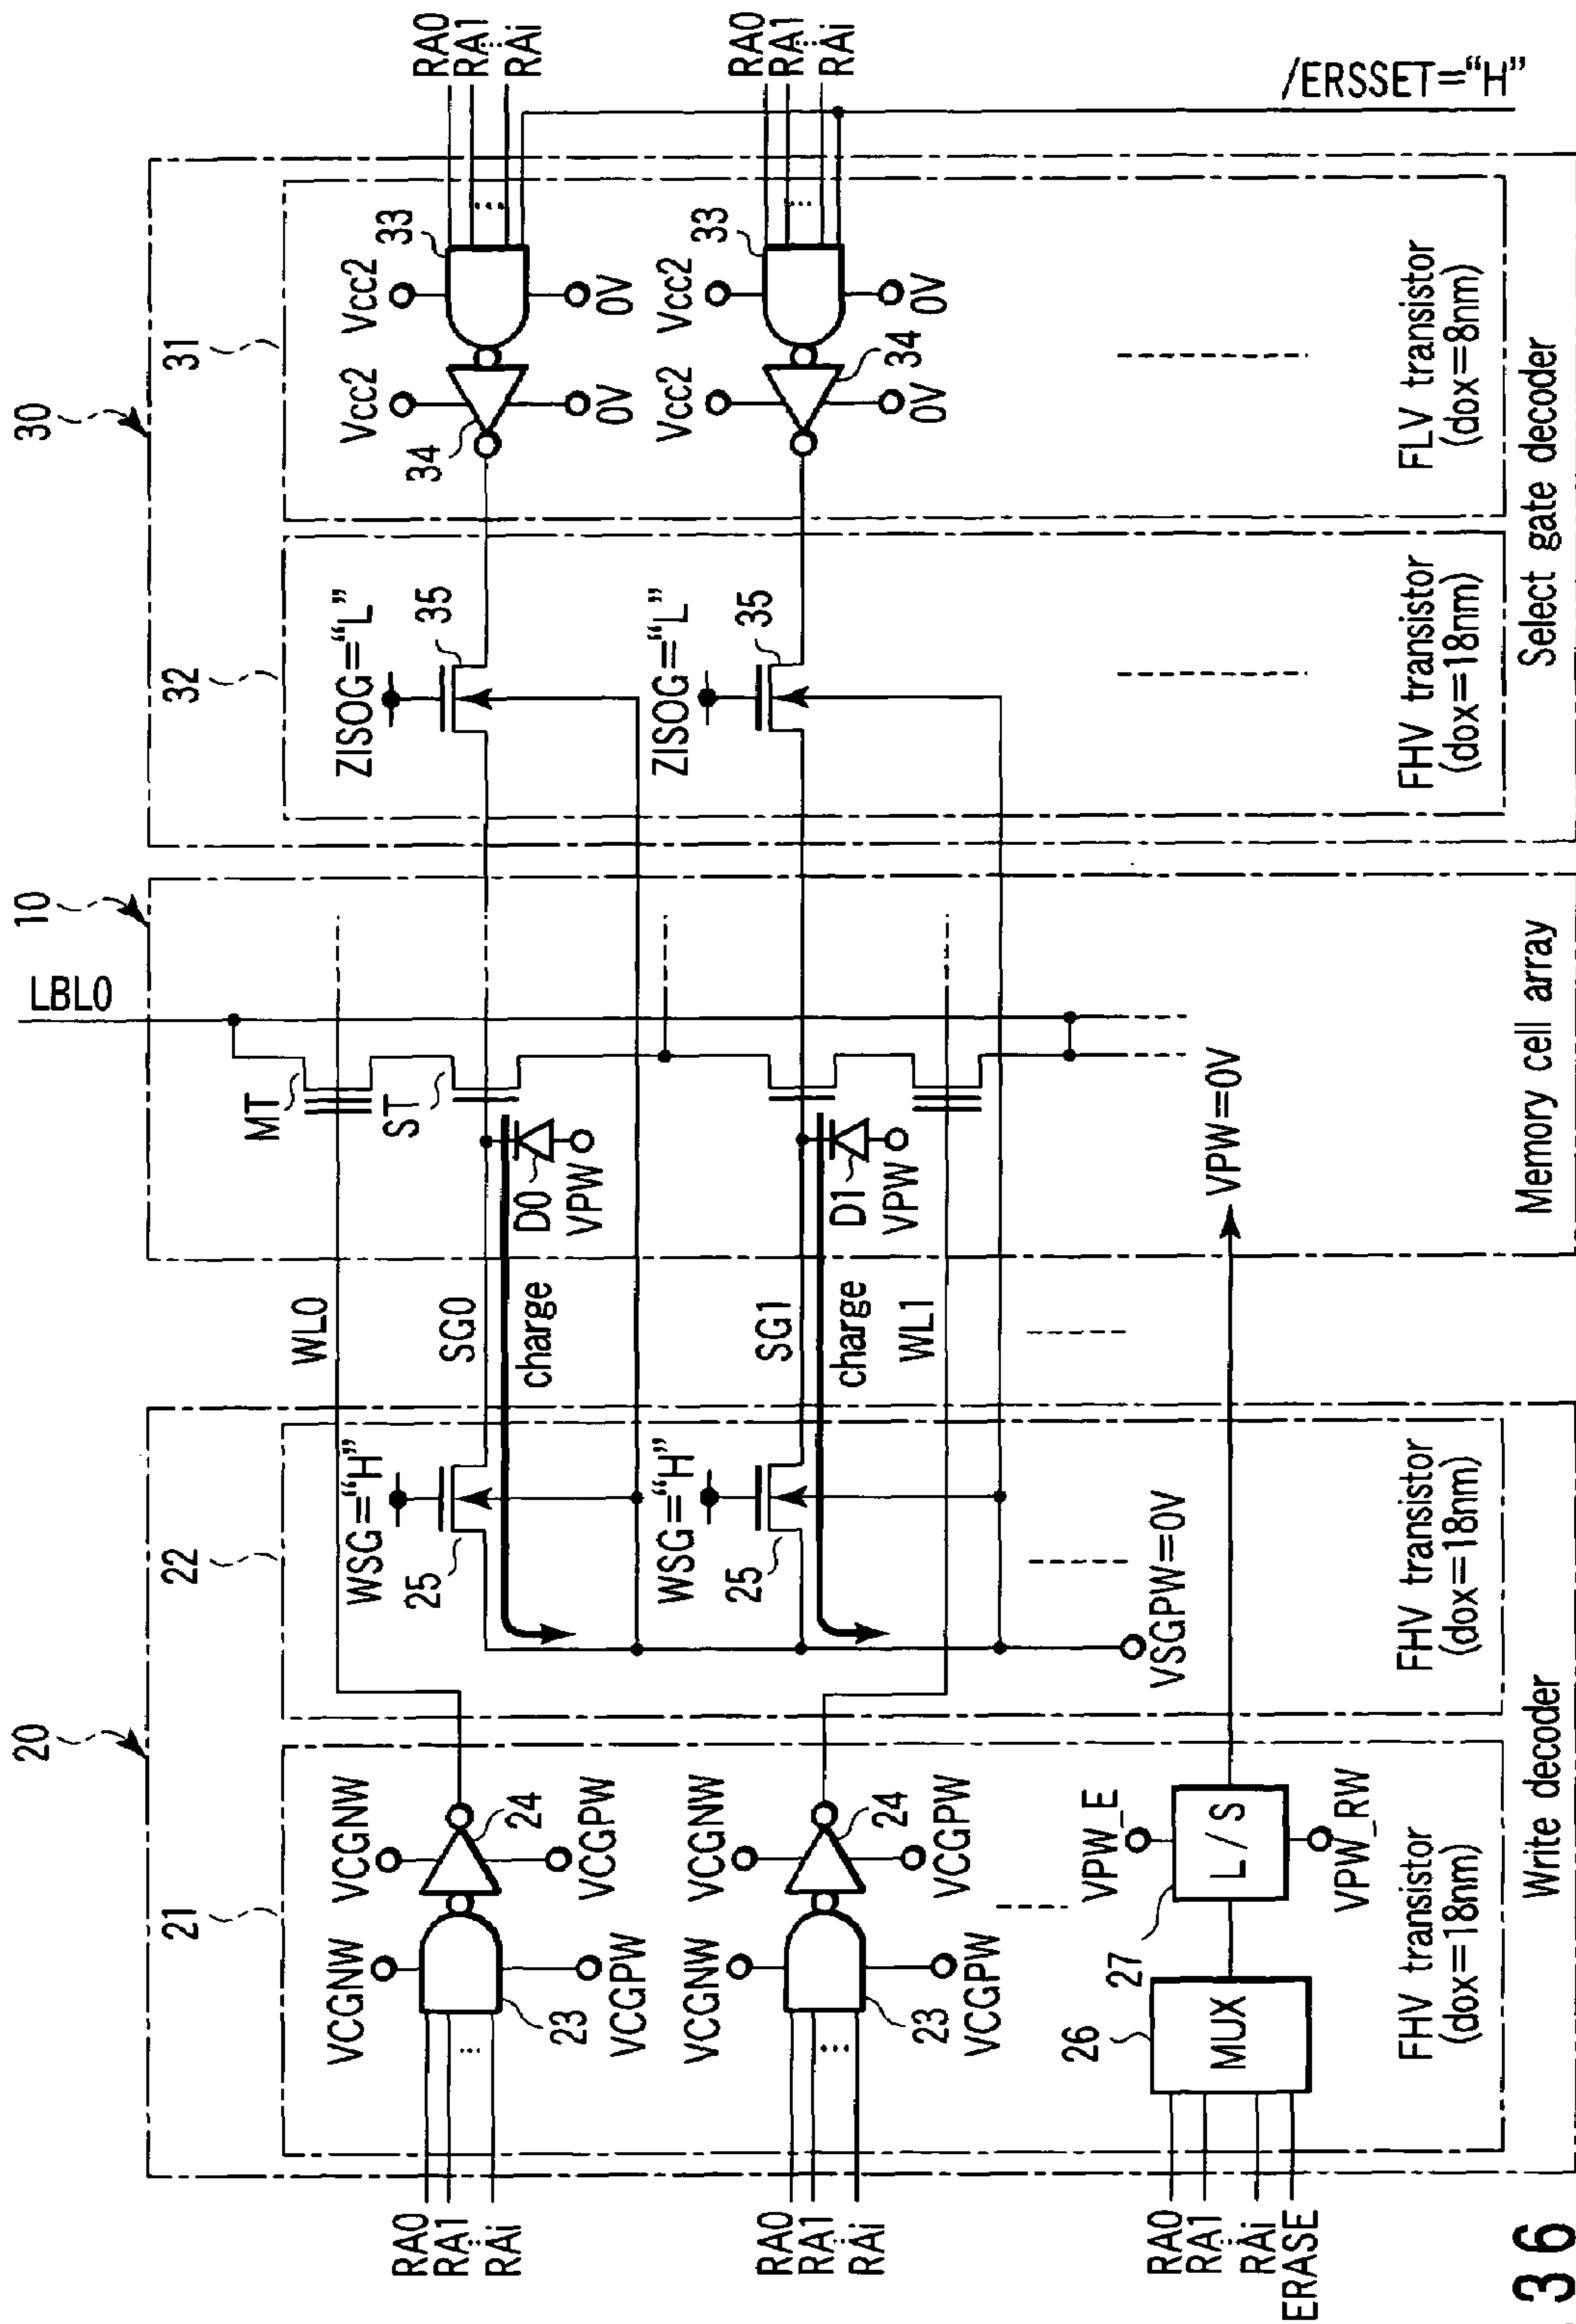 20
21
22
10
30
32
31
LBL0
RA0
RA1
⋮
RAi
VCGNW
VCGNW
23
24
VCGPW
VCGPW
WSG="H"
25
WL0
SG0
charge
MT
ST
D0
VPW
ZISOG="L"
35
34
Vcc2
0V
Vcc2
33
0V
RA0
RA1
⋮
RAi
RA0
RA1
⋮
RAi
VCGNW
VCGNW
23
24
VCGPW
VCGPW
WSG="H"
25
SG1
charge
WL1
D1
VPW
ZISOG="L"
35
Vcc2
34
0V
Vcc2
33
0V
RA0
RA1
⋮
RAi
VSGPW=0V
RA0
RA1
⋮
RAi
ERASE
26
MUX
27
VPW_E
L/S
VPW_RW
VPW=0V
/ERSSET="H"
FHV transistor
(dox=18nm)
FHV transistor
(dox=18nm)
FHV transistor
(dox=18nm)
FLV transistor
(dox=8nm)
Write decoder
Memory cell array
Select gate decoder
36